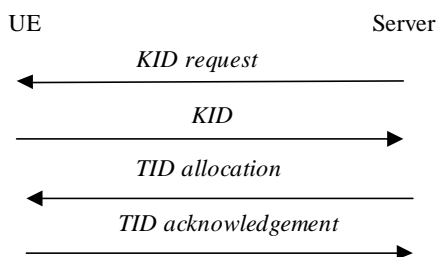 UE Server
KID request
KID
TID allocation
TID acknowledgement